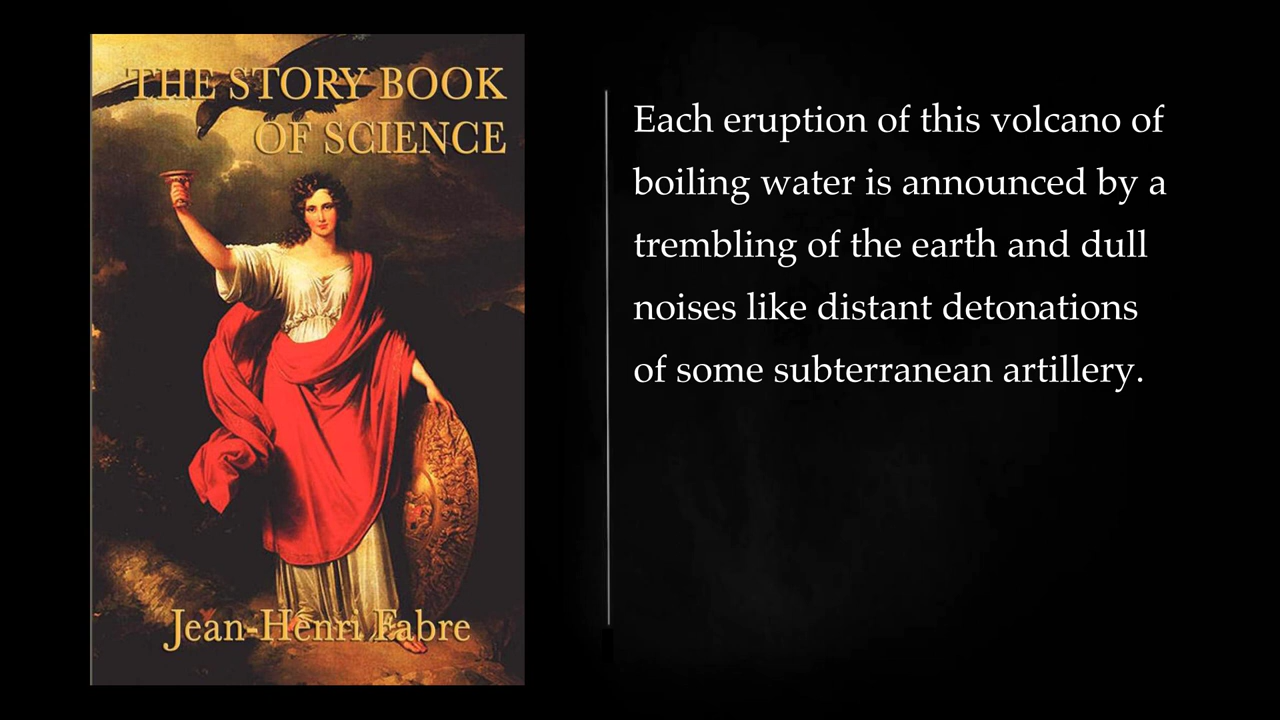 THE STORY BOOK
OF SCIENCE
Jean-Henri Fabre
Each eruption of this volcano of
boiling water is announced by a
trembling of the earth and dull
noises like distant detonations
of some subterranean artillery.